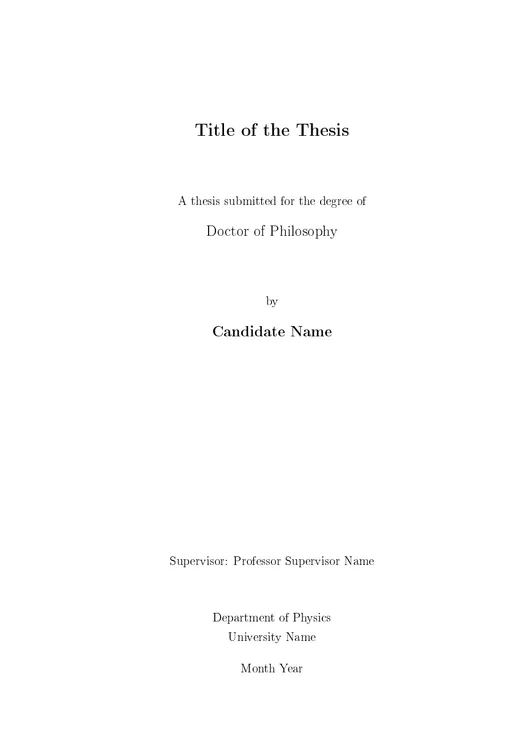 Title of the Thesis
A thesis submitted for the degree of
Doctor of Philosophy
by
Candidate Name
Supervisor: Professor Supervisor Name
Department of Physics
University Name
Month Year